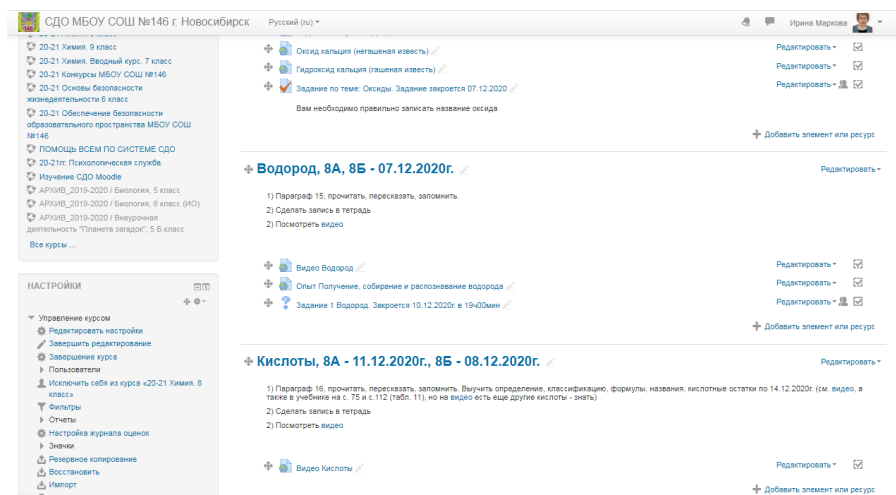 СДО МБОУ СОШ №146 г. Новосибирск
Русский (ru)
Ирина Маркова
20-21 Химия. 9 класс
20-21 Химия. Вводный курс. 7 класс
20-21 Конкурсы МБОУ СОШ №146
20-21 Основы безопасности
жизнедеятельности 6 класс
20-21 Обеспечение безопасности
образовательного пространства МБОУ СОШ
№146
ПОМОЩЬ ВСЕМ ПО СИСТЕМЕ СДО
20-21гг. Психологическая служба.
Изучение СДО Moodle
АРХИВ_2019-2020 / Биология, 5 класс
АРХИВ_2019-2020 / Биология, 8 класс (ИО)
АРХИВ_2019-2020 / Внеурочная
деятельность "Планета загадок", 5 Б класс
Все курсы ...
НАСТРОЙКИ
Управление курсом
Редактировать настройки
Завершить редактирование
Завершение курса
Пользователи
Исключить себя из курса «20-21 Химия. 8
класс»
Фильтры
Отчеты
Настройка журнала оценок
Значки
Резервное копирование
Восстановить
Импорт
Оксид кальция (негашеная известь)
Редактировать
Гидроксид кальция (гашеная известь)
Редактировать
Задание по теме: Оксиды. Задание закроется 07.12.2020
Редактировать
Вам необходимо правильно записать название оксида
Добавить элемент или ресурс
Водород, 8А, 8Б - 07.12.2020г.
Редактировать
1) Параграф 15, прочитать, пересказать, запомнить.
2) Сделать запись в тетрадь
2) Посмотреть видео
Видео Водород
Редактировать
Опыт Получение, собирание и распознавание водорода
Редактировать
Задание 1 Водород. Закроется 10.12.2020г. в 19ч00мин
Редактировать
Добавить элемент или ресурс
Кислоты, 8А - 11.12.2020г., 8Б - 08.12.2020г.
Редактировать
1) Параграф 16, прочитать, пересказать, запомнить. Выучить определение, классификацию, формулы, названия, кислотные остатки по 14.12.2020г. (см. видео, а
также в учебнике на с. 75 и с.112 (табл. 11), но на видео есть еще другие кислоты - знать)
2) Сделать запись в тетрадь
2) Посмотреть видео
Видео Кислоты
Редактировать
Добавить элемент или ресурс